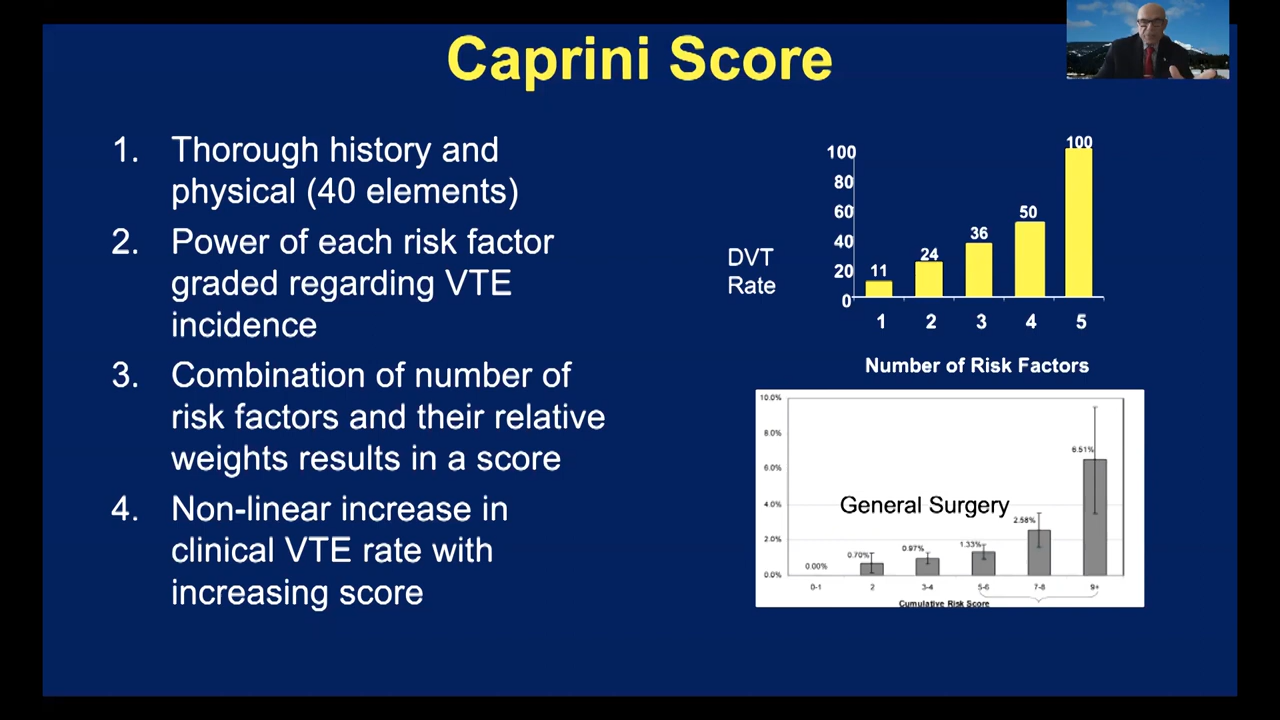 Caprini Score
1. Thorough history and
physical (40 elements)
2. Power of each risk factor
graded regarding VTE
incidence
3. Combination of number of
risk factors and their relative
weights results in a score
4. Non-linear increase in
clinical VTE rate with
increasing score
DVT
Rate
100
80
60
40
20
0
11
24
36
50
100
1 2 3 4 5
Number of Risk Factors
10.0%
8.0%
6.0%
4.0%
2.0%
0.0%
General Surgery
0.00%
0.70%
0.97%
1.33%
2.58%
6.51%
0-1 2 3-4 5-6 7-8 9+
Cumulative Risk Score